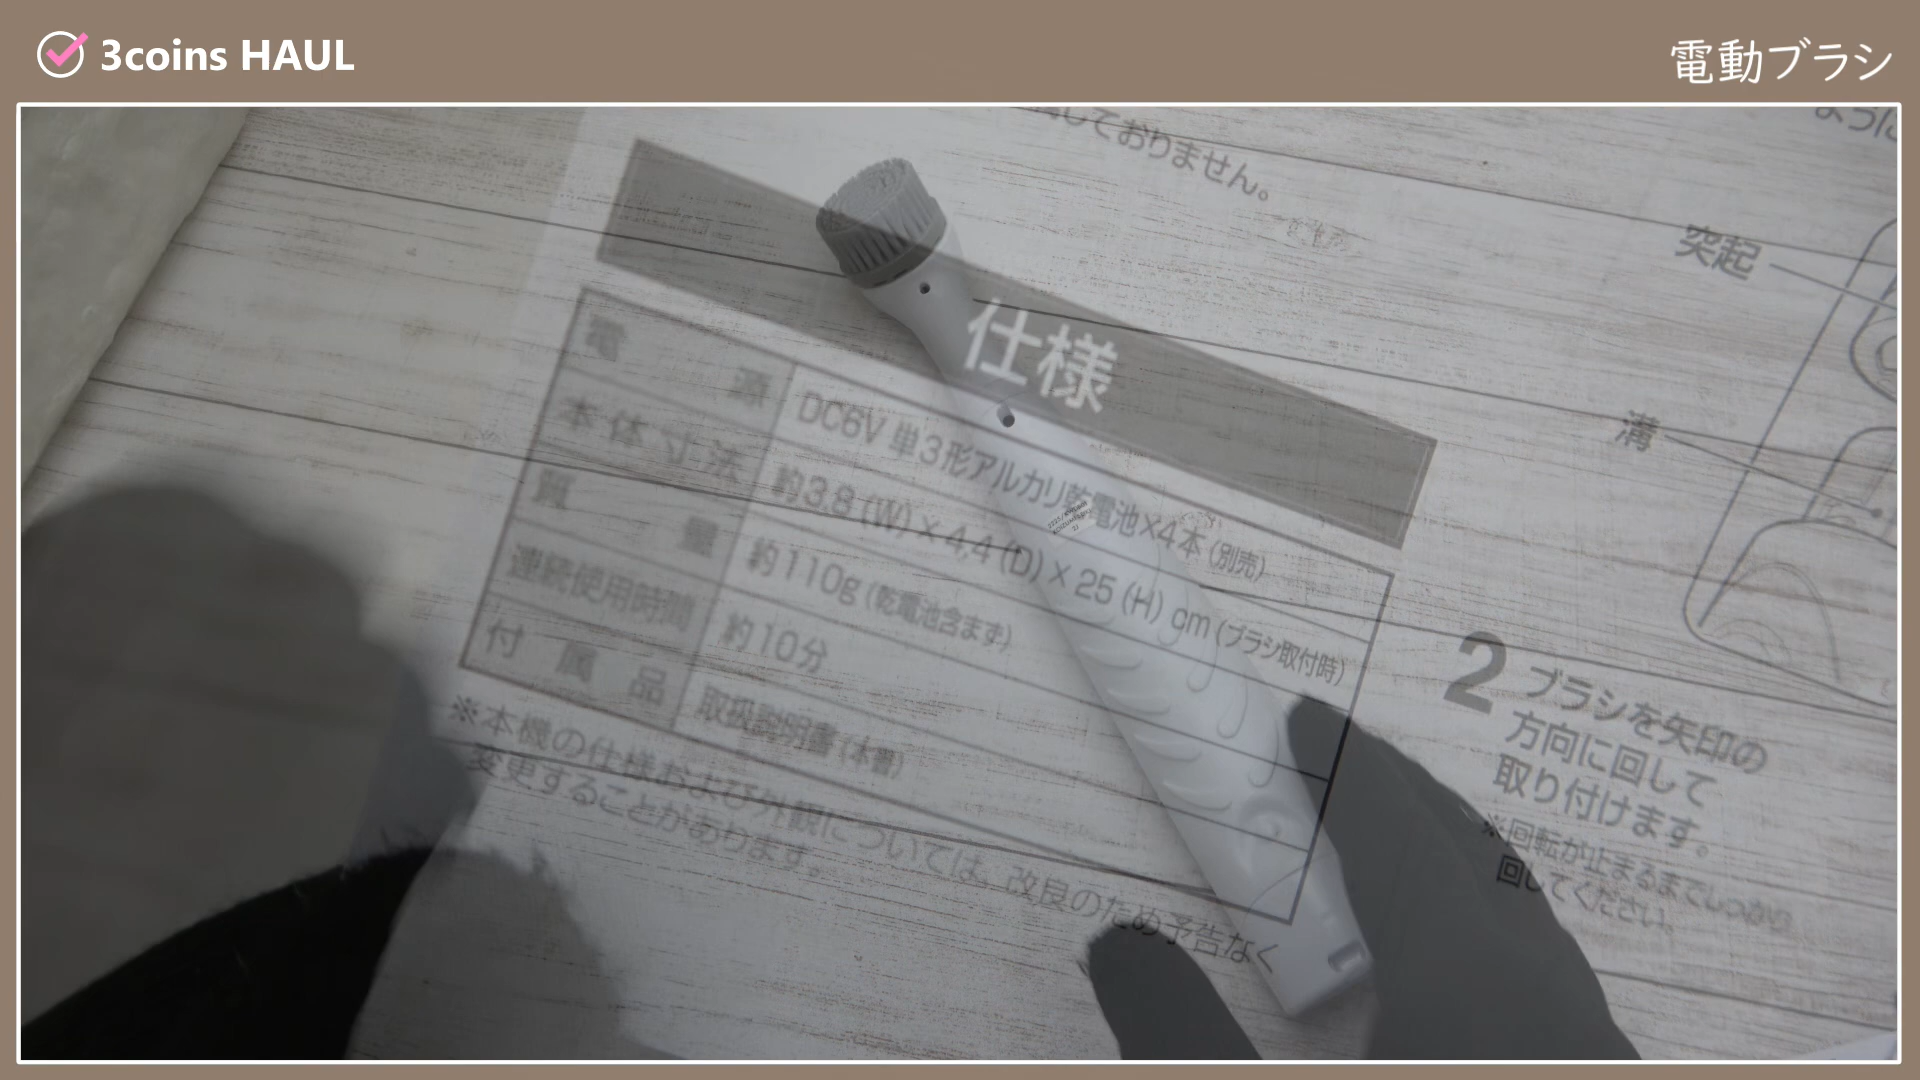 3coins HAUL
電動ブラシ
しておりません。
ように
突起
溝
仕様
電源 DC6V 単3形アルカリ乾電池×4本(別売)
本体寸法 約3.8(W)×4.4(D)×25(H)cm(ブラシ取付時)
質量 約110g(乾電池含まず)
連続使用時間 約10分
付属品 取扱説明書(本書)
※本機の仕様および外観については、改良のため予告なく
変更することがあります。
2 ブラシを矢印の
方向に回して
取り付けます。
※回転が止まるまでしっかり
回してください。